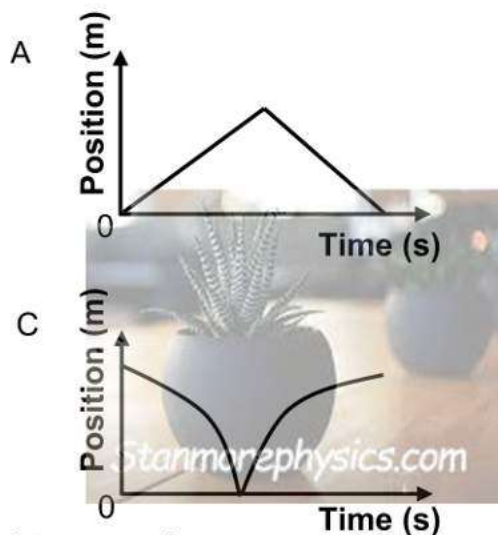 A
Position (m)
0
Time (s)
C
Position (m)
Stanmorephysics.com
0
Time (s)